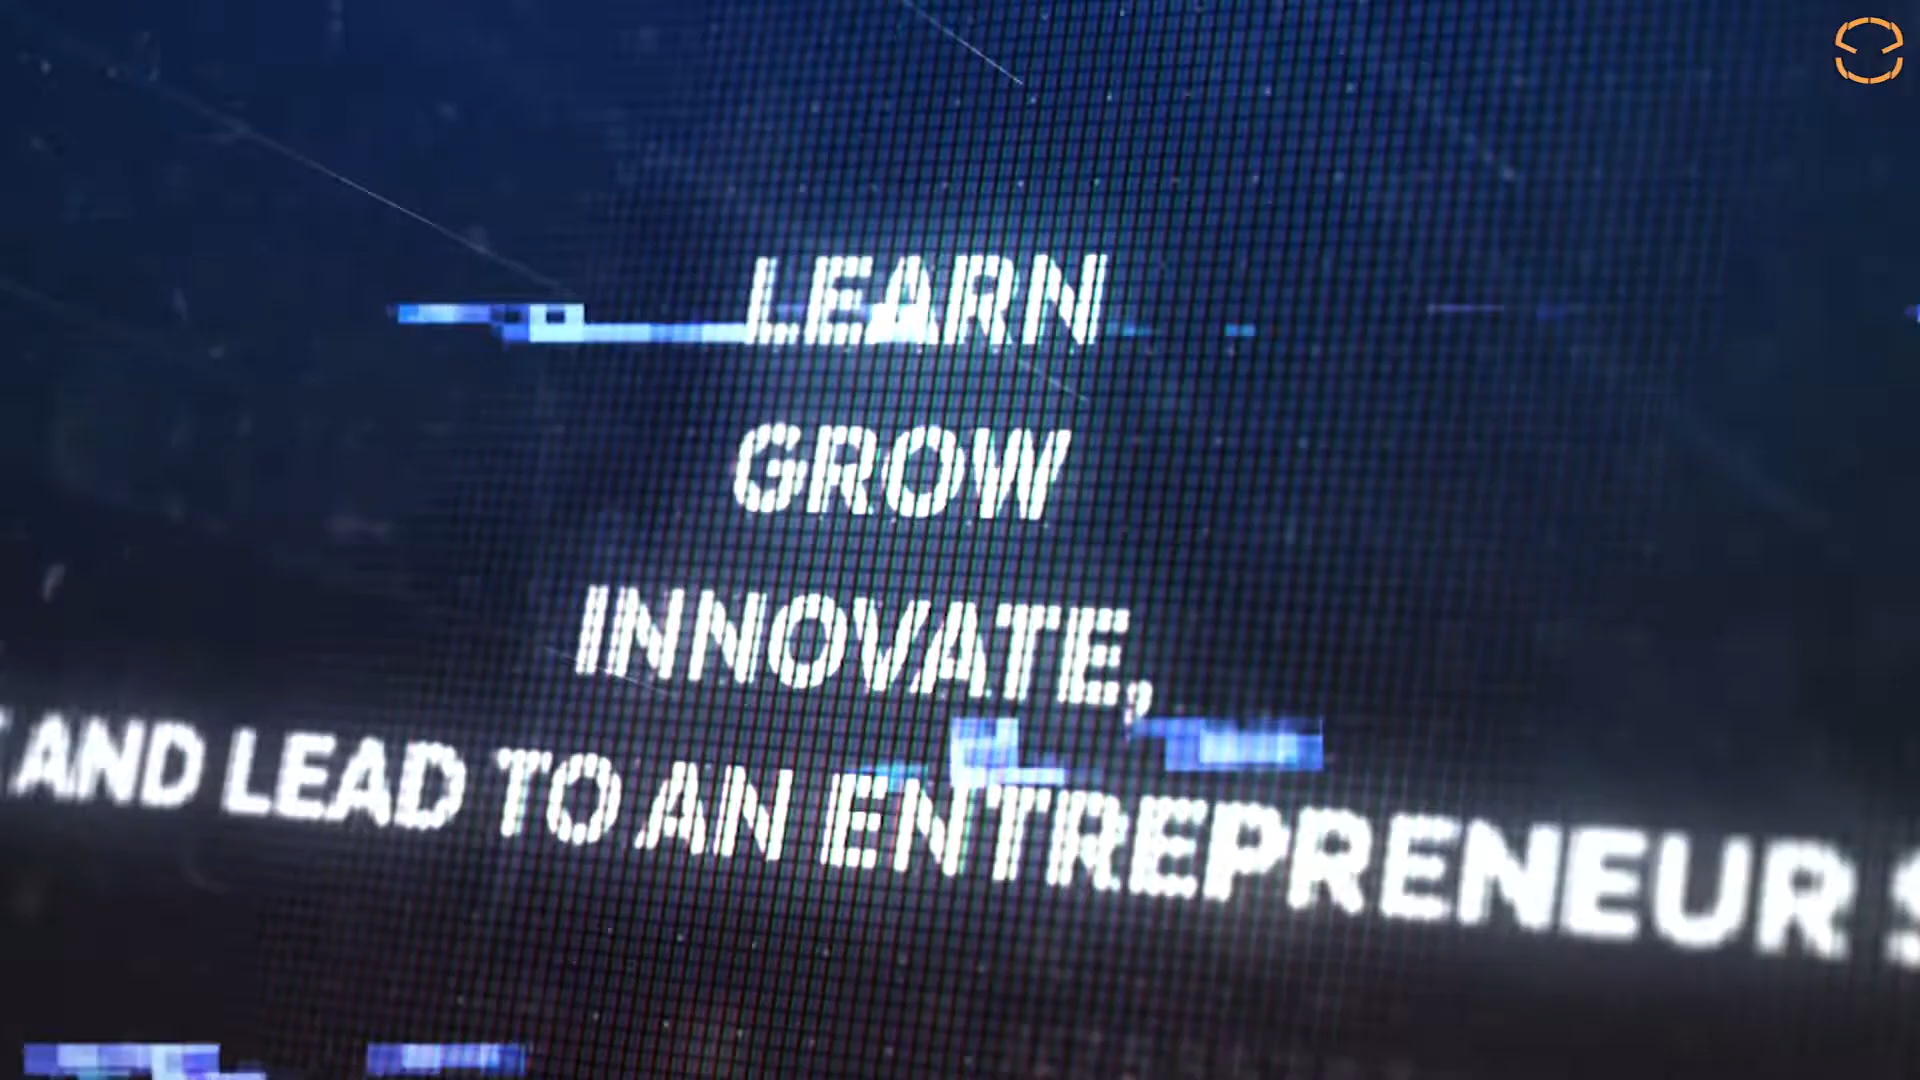 LEARN
GROW
INNOVATE,
AND LEAD TO AN ENTREPRENEUR